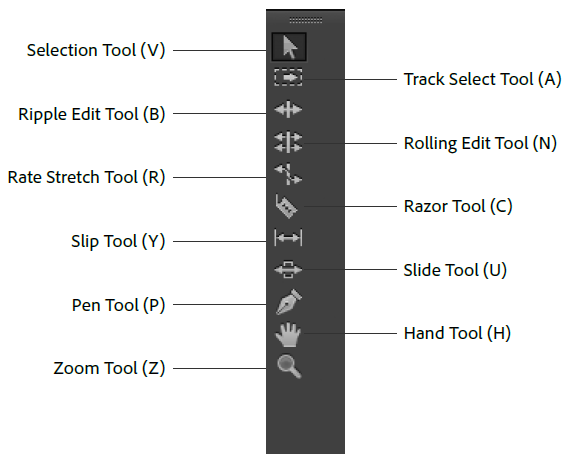 Selection Tool (V)
Track Select Tool (A)
Ripple Edit Tool (B)
Rolling Edit Tool (N)
Rate Stretch Tool (R)
Razor Tool (C)
Slip Tool (Y)
Slide Tool (U)
Pen Tool (P)
Hand Tool (H)
Zoom Tool (Z)